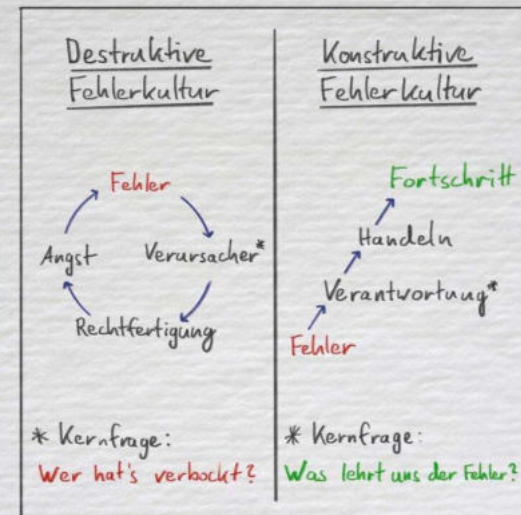 Destruktive
Fehlerkultur
Fehler
Verursacher*
Rechtfertigung
Angst
* Kernfrage:
Wer hat's verbockt?
Konstruktive
Fehlerkultur
Fortschritt
Handeln
Verantwortung*
Fehler
* Kernfrage:
Was lehrt uns der Fehler?